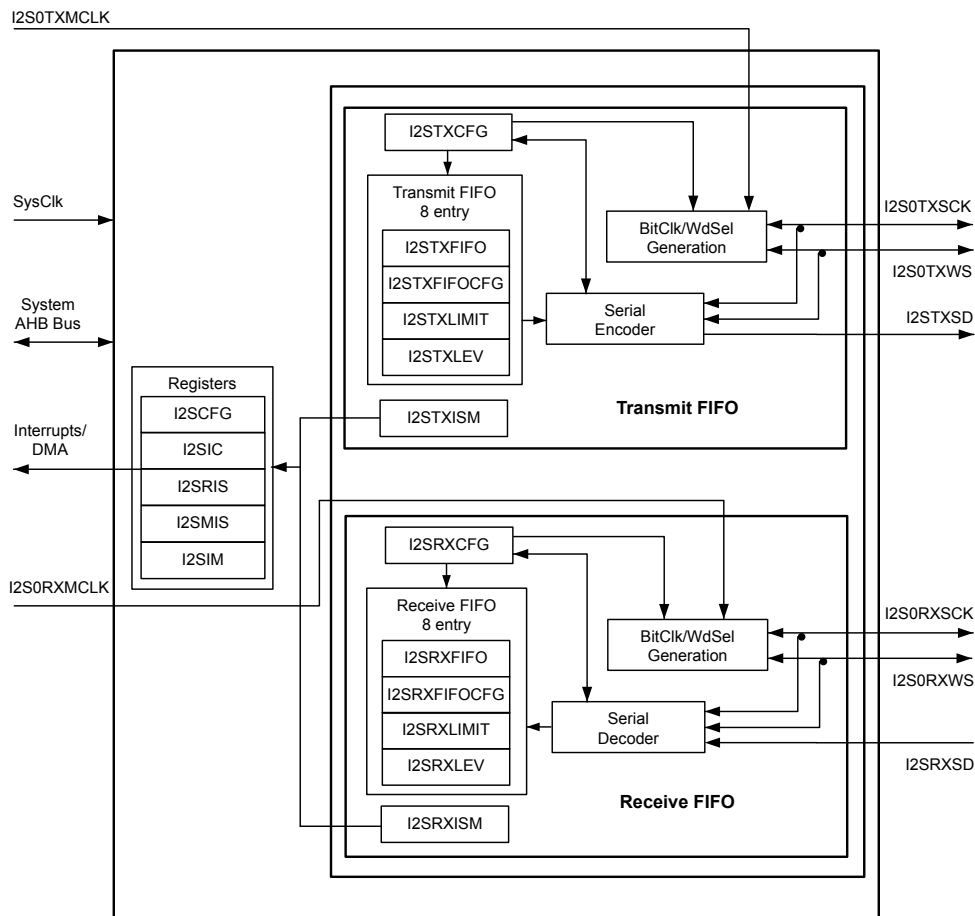 I2S0TXMCLK
I2STXCFG
Transmit FIFO
8 entry
I2STXFIFO
I2STXFIFOCFG
I2STXLIMIT
I2STXLEV
BitClk/WdSel
Generation
Serial
Encoder
I2STXISM
Transmit FIFO
I2S0TXSCK
I2S0TXWS
I2STXSD
SysClk
System
AHB Bus
Interrupts/
DMA
Registers
I2SCFG
I2SIC
I2SRIS
I2SMIS
I2SIM
I2S0RXMCLK
I2SRXCFG
Receive FIFO
8 entry
I2SRXFIFO
I2SRXFIFOCFG
I2SRXLIMIT
I2SRXLEV
BitClk/WdSel
Generation
Serial
Decoder
I2SRXISM
Receive FIFO
I2S0RXSCK
I2S0RXWS
I2SRXSD